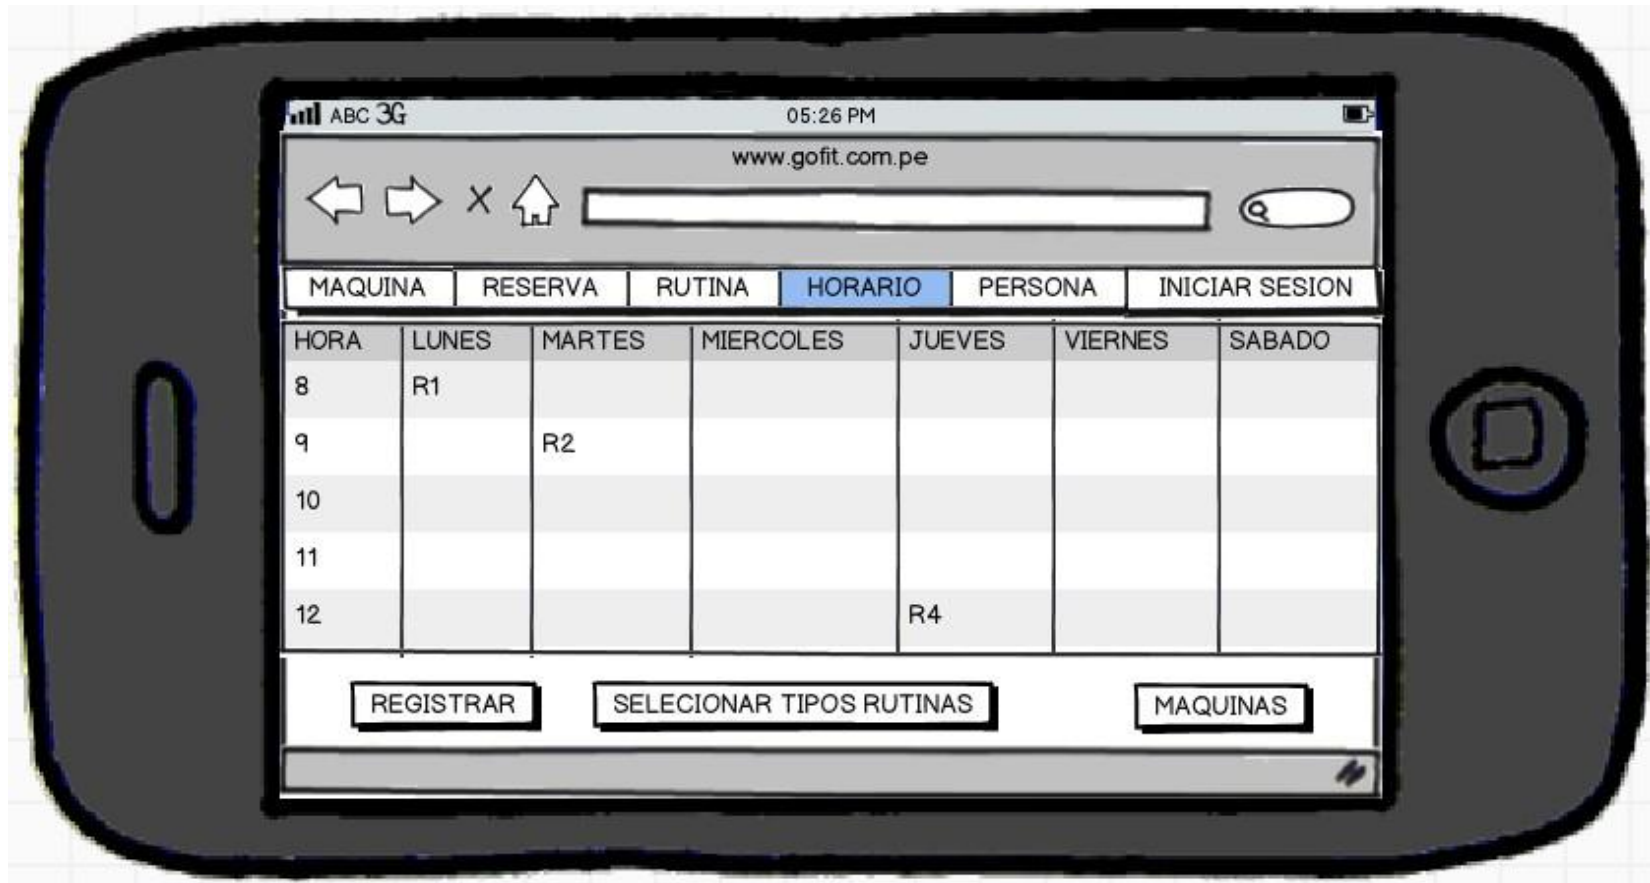 ABC 3G 05:26 PM
www.gofit.com.pe
MAQUINA RESERVA RUTINA HORARIO PERSONA INICIAR SESION
HORA LUNES MARTES MIERCOLES JUEVES VIERNES SABADO
8 R1
9 R2
10
11
12 R4
REGISTRAR SELECIONAR TIPOS RUTINAS MAQUINAS